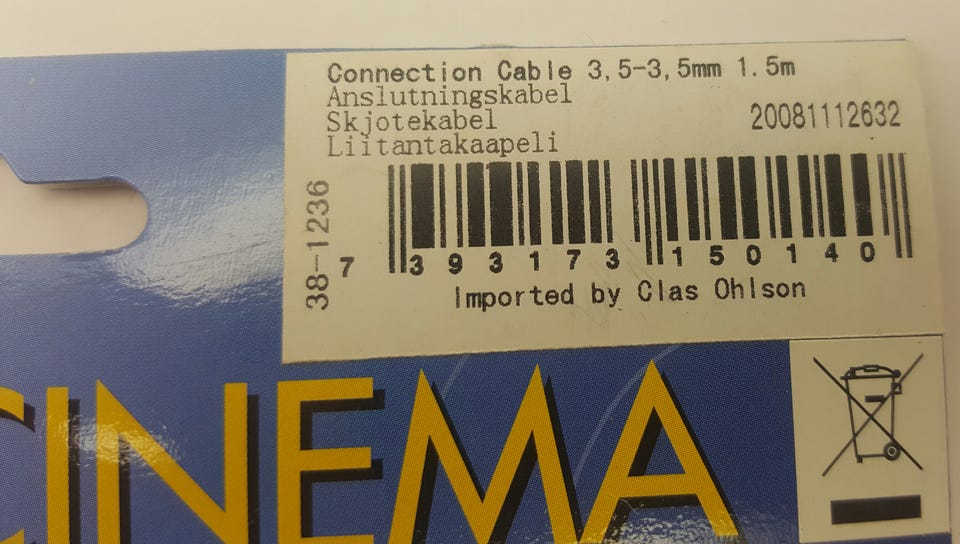 Connection Cable 3,5-3,5mm 1.5m
Anslutningskabel
Skjotekabel
20081112632
Liitantakaapeli
38-1236
7 393173 150140
Imported by Clas Ohlson
CINEMA